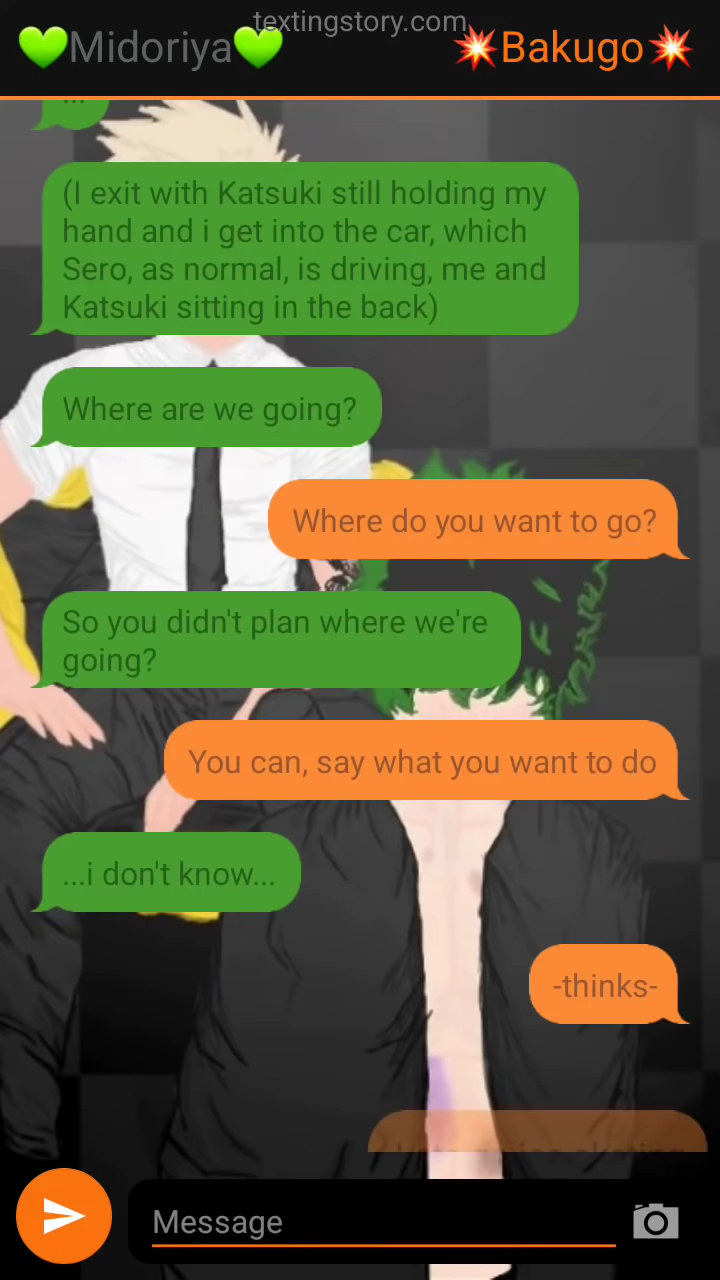 textingstory.com
💚Midoriya💚
💥Bakugo💥
...
(I exit with Katsuki still holding my
hand and i get into the car, which
Sero, as normal, is driving, me and
Katsuki sitting in the back)
Where are we going?
Where do you want to go?
So you didn't plan where we're
going?
You can, say what you want to do
...i don't know...
-thinks-
Message